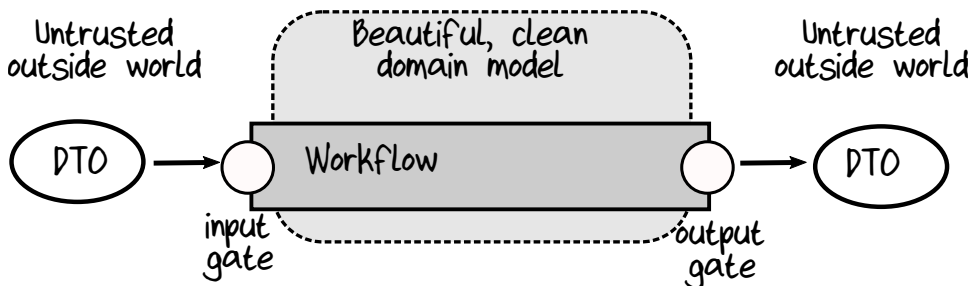 Untrusted
outside world
Beautiful, clean
domain model
Untrusted
outside world
DTO
Workflow
DTO
input
gate
output
gate